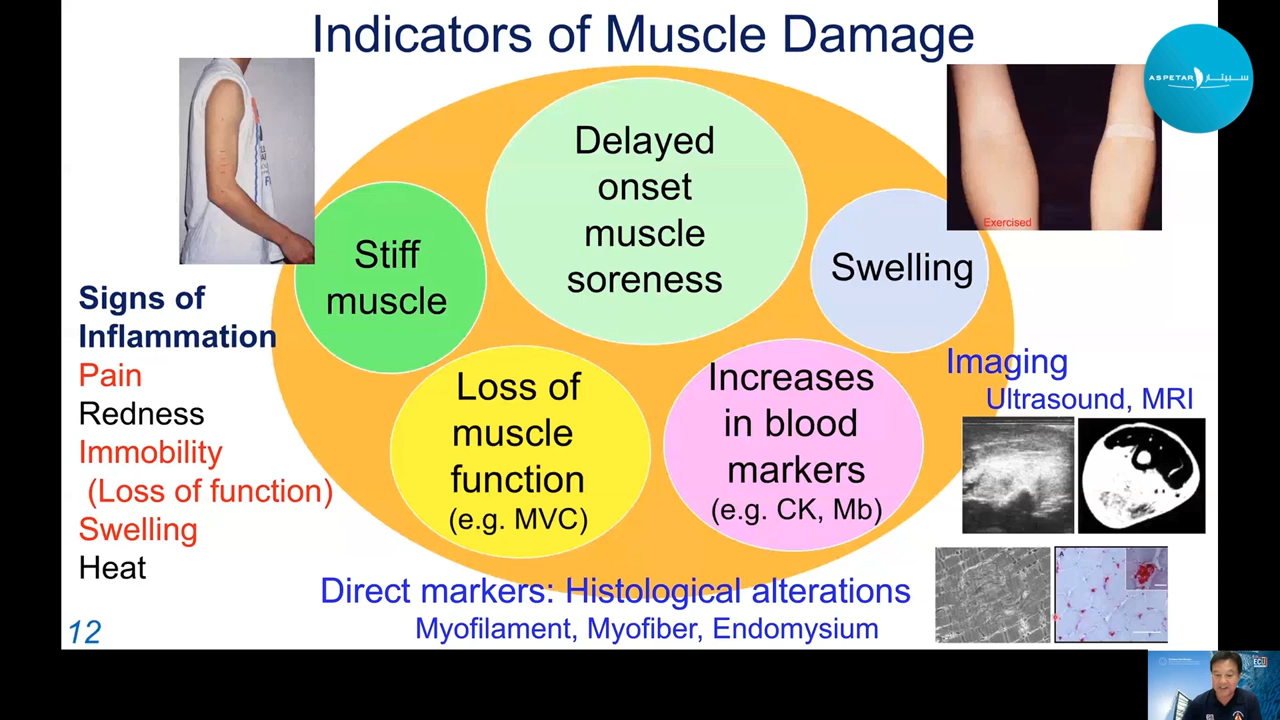 Indicators of Muscle Damage
ASPETAR سبيتار
Exercised
Delayed
onset
muscle
soreness
Stiff
muscle
Swelling
Signs of
Inflammation
Pain
Redness
Immobility
(Loss of function)
Swelling
Heat
Loss of
muscle
function
(e.g. MVC)
Increases
in blood
markers
(e.g. CK, Mb)
Imaging
Ultrasound, MRI
Direct markers: Histological alterations
Myofilament, Myofiber, Endomysium
12
ECU